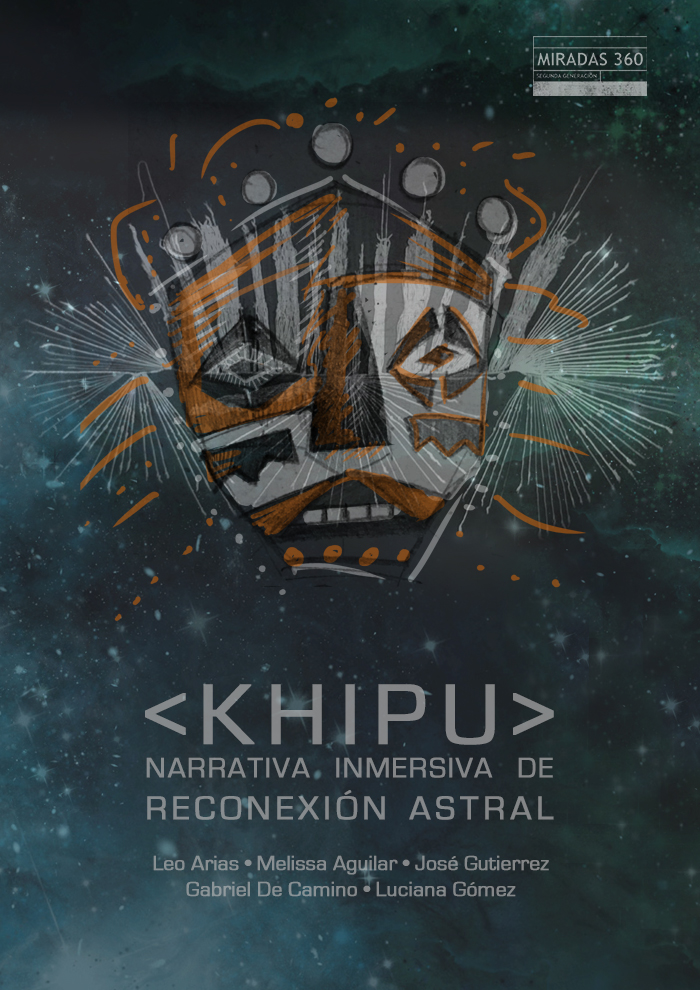 MIRADAS 360
SEGUNDA GENERACIÓN
<KHIPU>
NARRATIVA INMERSIVA DE
RECONEXIÓN ASTRAL
Leo Arias • Melissa Aguilar • José Gutierrez
Gabriel De Camino • Luciana Gómez